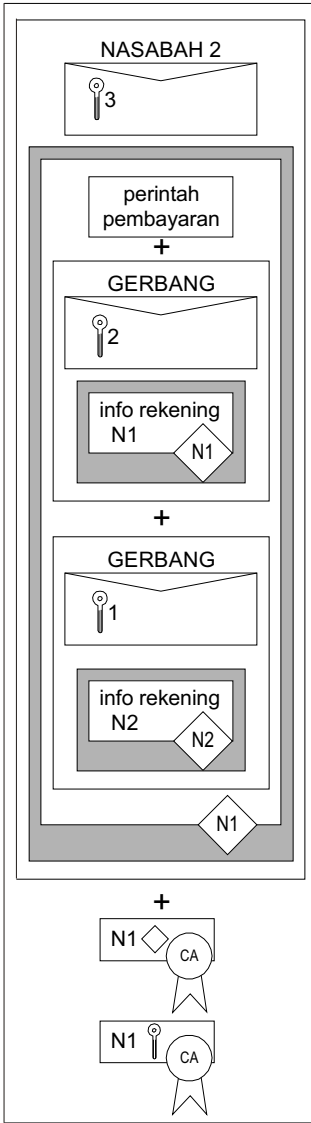 NASABAH 2
3
perintah
pembayaran
+
GERBANG
2
info rekening
N1
N1
+
GERBANG
1
info rekening
N2
N2
N1
+
N1
CA
N1
CA